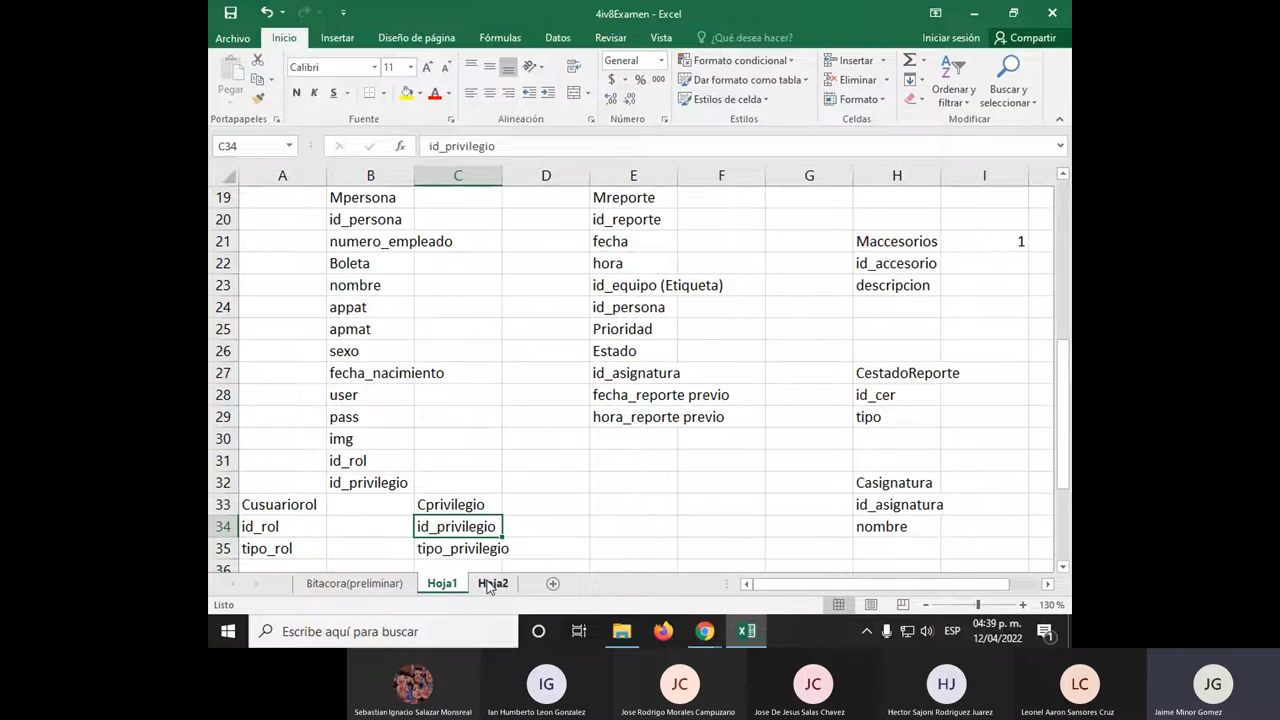 4iv8Examen - Excel
Archivo Inicio Insertar Diseño de página Fórmulas Datos Revisar Vista ¿Qué desea hacer? Iniciar sesión Compartir
Pegar
Calibri 11
N K S
General
$ % 000
Formato condicional
Dar formato como tabla
Estilos de celda
Insertar
Eliminar
Formato
Ordenar y filtrar
Buscar y seleccionar
Portapapeles Fuente Alineación Número Estilos Celdas Modificar
C34 fx id_privilegio
A B C D E F G H I
19 Mpersona Mreporte
20 id_persona id_reporte
21 numero_empleado fecha Maccesorios 1
22 Boleta hora id_accesorio
23 nombre id_equipo (Etiqueta) descripcion
24 appat id_persona
25 apmat Prioridad
26 sexo Estado
27 fecha_nacimiento id_asignatura CestadoReporte
28 user fecha_reporte previo id_cer
29 pass hora_reporte previo tipo
30 img
31 id_rol
32 id_privilegio Casignatura
33 Cusuariorol Cprivilegio id_asignatura
34 id_rol id_privilegio nombre
35 tipo_rol tipo_privilegio
36
Bitacora(preliminar) Hoja1 Hoja2
Listo 130 %
Escribe aquí para buscar
ESP
04:39 p. m.
12/04/2022
1
IG JC JC HJ LC JG
Sebastian Ignacio Salazar Monsreal Ian Humberto Leon Gonzalez Jose Rodrigo Morales Campuzano Jose De Jesus Salas Chavez Hector Sajoni Rodriguez Juarez Leonel Aaron Sansores Cruz Jaime Minor Gomez